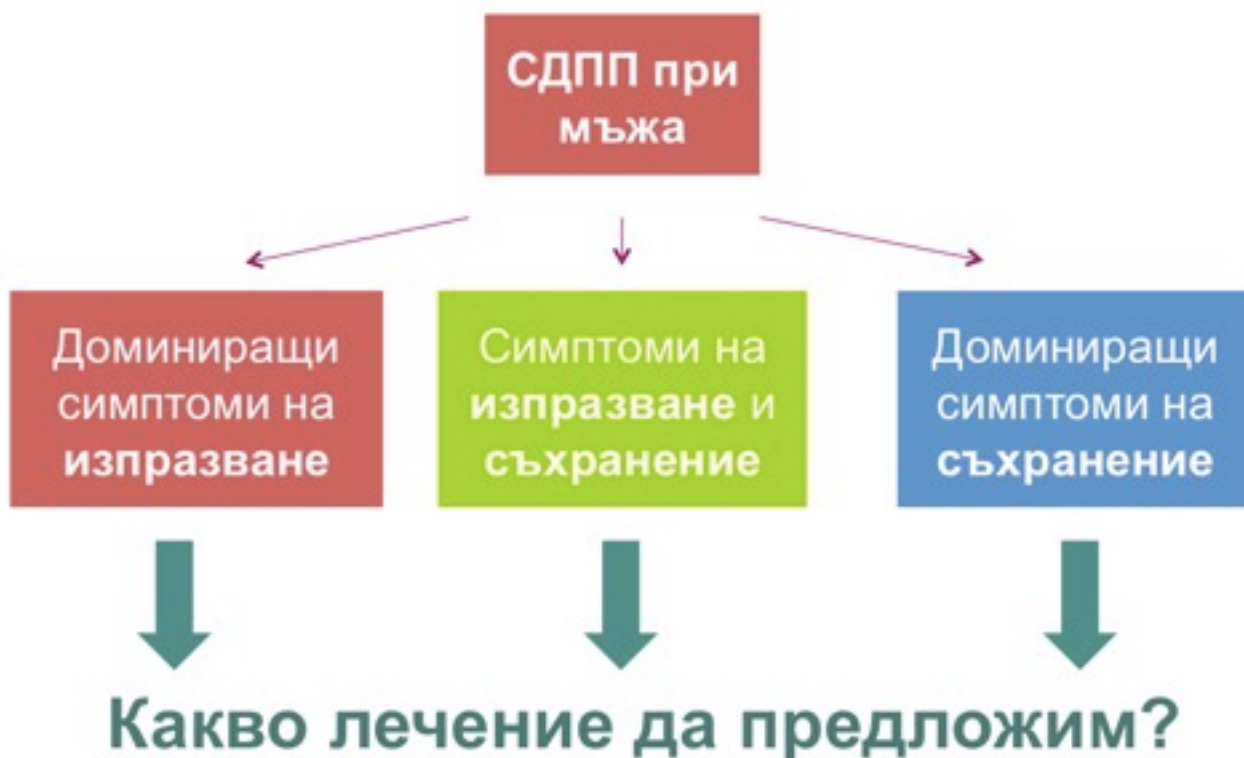 СДПП при
мъжа
Доминиращи
симптоми на
изпразване
Симптоми на
изпразване и
съхранение
Доминиращи
симптоми на
съхранение
Какво лечение да предложим?